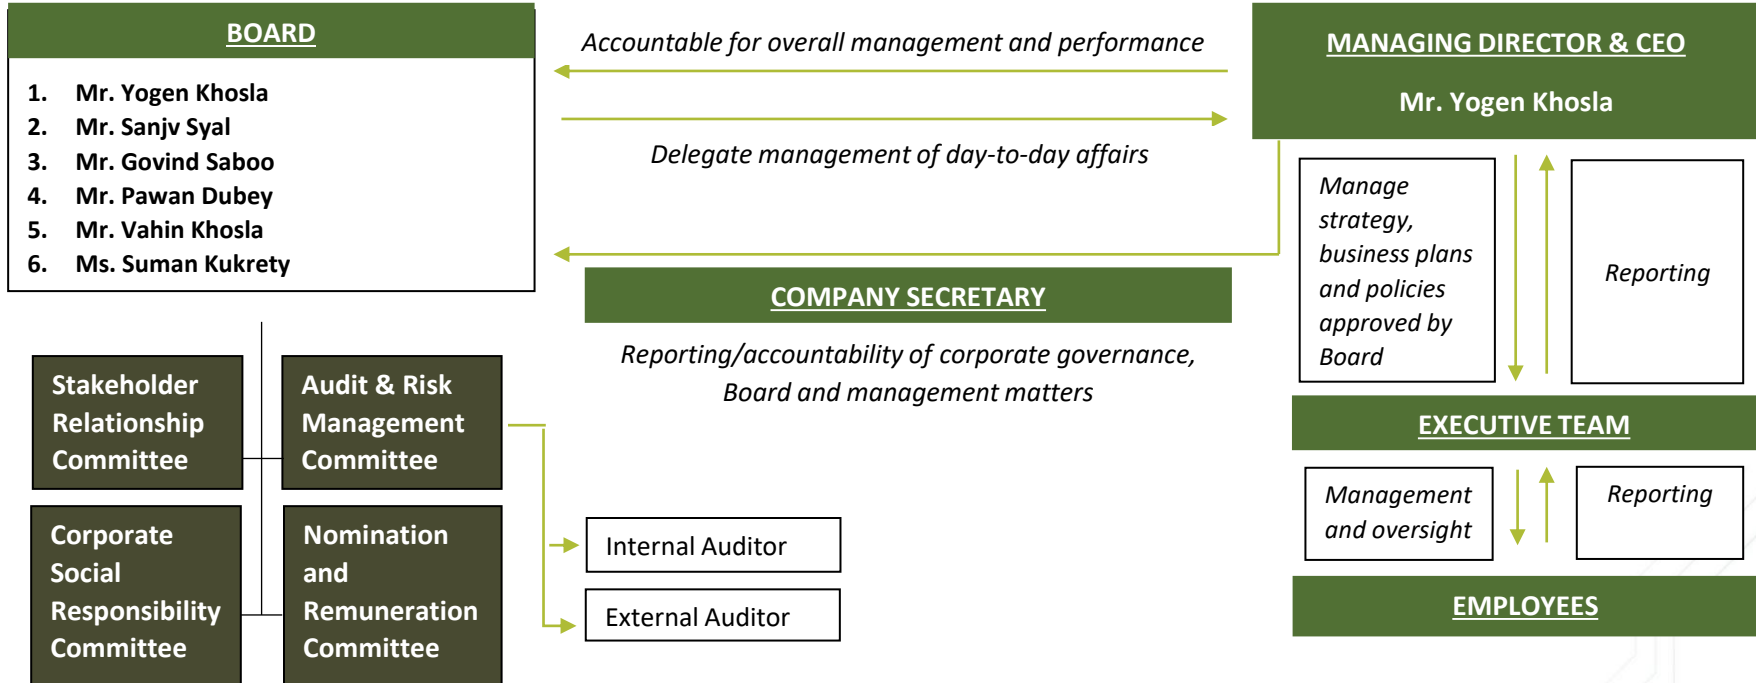 BOARD
1. Mr. Yogen Khosla
2. Mr. Sanjv Syal
3. Mr. Govind Saboo
4. Mr. Pawan Dubey
5. Mr. Vahin Khosla
6. Ms. Suman Kukrety
Accountable for overall management and performance
Delegate management of day-to-day affairs
MANAGING DIRECTOR & CEO
Mr. Yogen Khosla
COMPANY SECRETARY
Reporting/accountability of corporate governance,
Board and management matters
Manage
strategy,
business plans
and policies
approved by
Board
Reporting
EXECUTIVE TEAM
Management
and oversight
Reporting
EMPLOYEES
Stakeholder
Relationship
Committee
Audit & Risk
Management
Committee
Corporate
Social
Responsibility
Committee
Nomination
and
Remuneration
Committee
Internal Auditor
External Auditor